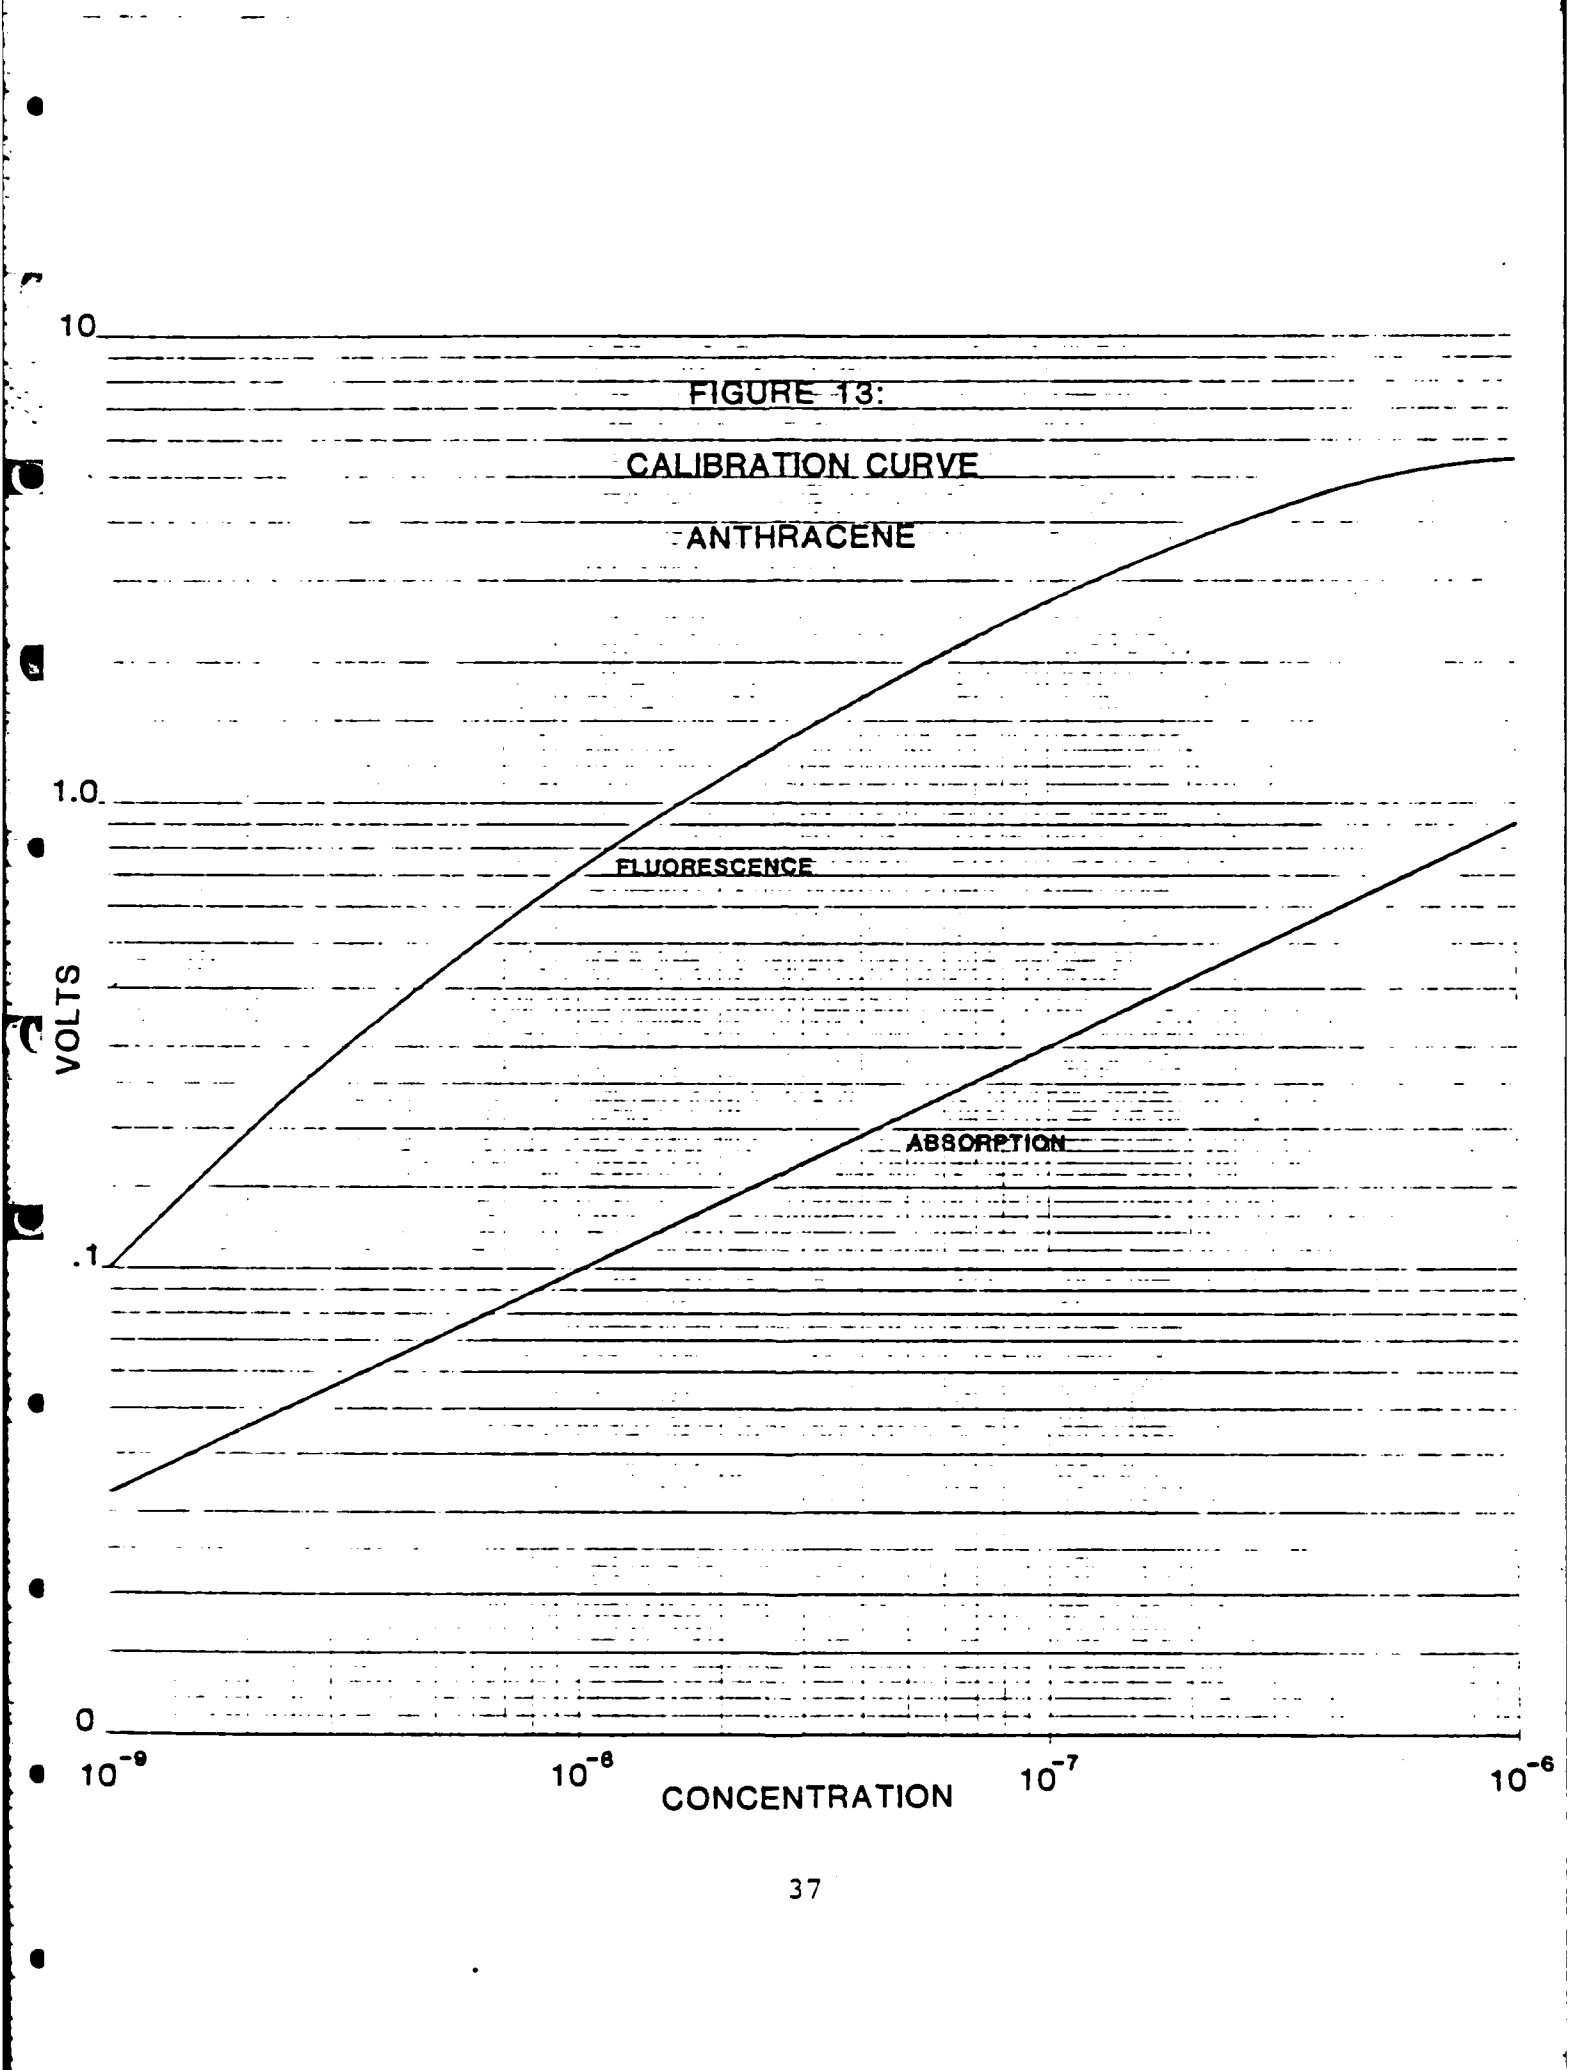 10
FIGURE 13:
CALIBRATION CURVE
ANTHRACENE
1.0
FLUORESCENCE
VOLTS
ABSORPTION
.1
0
10⁻⁹ 10⁻⁸ 10⁻⁷ 10⁻⁶
CONCENTRATION
37